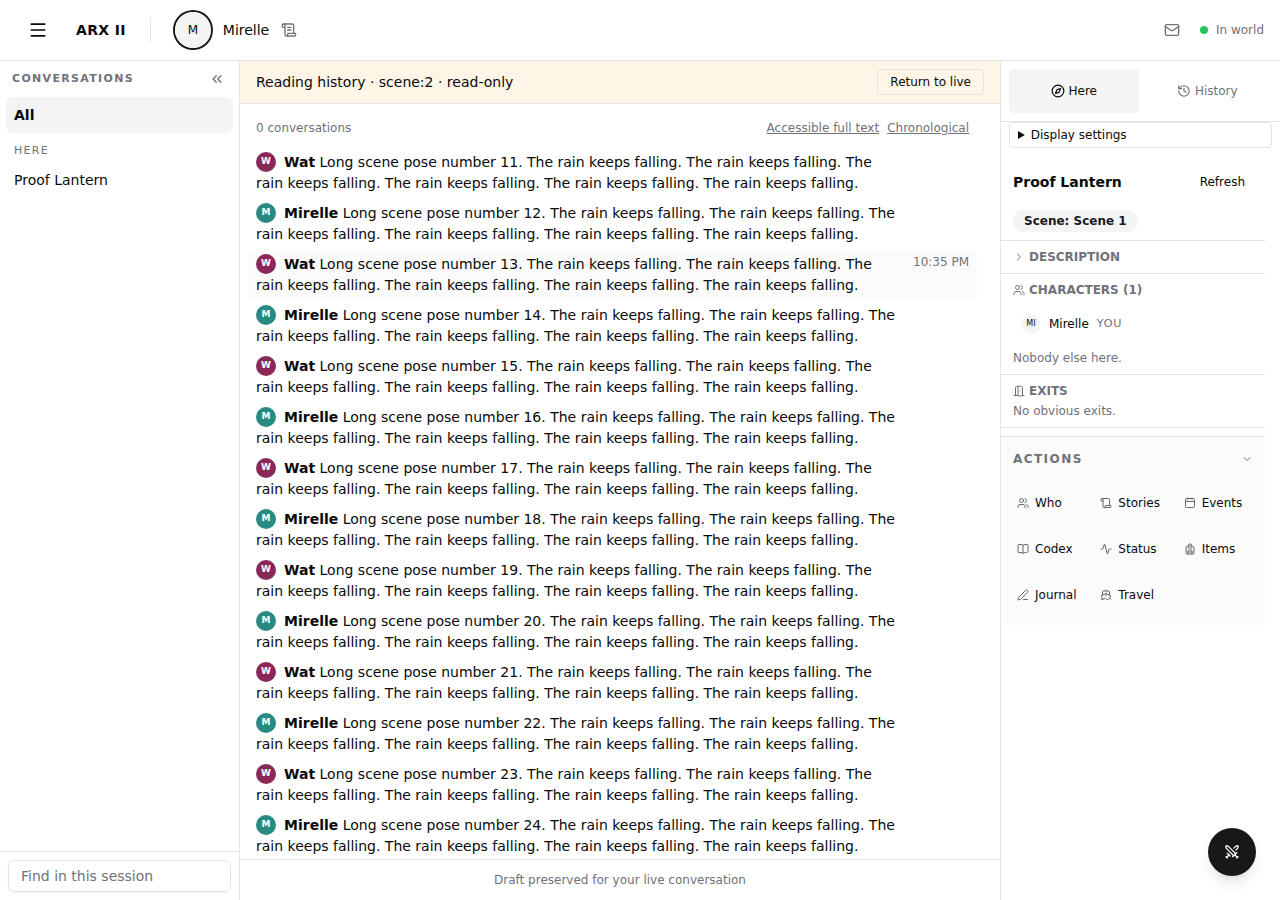 ARX II
M
Mirelle
In world
CONVERSATIONS
All
HERE
Proof Lantern
Find in this session
Reading history · scene:2 · read-only
Return to live
0 conversations
Accessible full text
Chronological
W Wat Long scene pose number 11. The rain keeps falling. The rain keeps falling. The
rain keeps falling. The rain keeps falling. The rain keeps falling. The rain keeps falling.
M Mirelle Long scene pose number 12. The rain keeps falling. The rain keeps falling. The
rain keeps falling. The rain keeps falling. The rain keeps falling. The rain keeps falling.
W Wat Long scene pose number 13. The rain keeps falling. The rain keeps falling. The 10:35 PM
rain keeps falling. The rain keeps falling. The rain keeps falling. The rain keeps falling.
M Mirelle Long scene pose number 14. The rain keeps falling. The rain keeps falling. The
rain keeps falling. The rain keeps falling. The rain keeps falling. The rain keeps falling.
W Wat Long scene pose number 15. The rain keeps falling. The rain keeps falling. The
rain keeps falling. The rain keeps falling. The rain keeps falling. The rain keeps falling.
M Mirelle Long scene pose number 16. The rain keeps falling. The rain keeps falling. The
rain keeps falling. The rain keeps falling. The rain keeps falling. The rain keeps falling.
W Wat Long scene pose number 17. The rain keeps falling. The rain keeps falling. The
rain keeps falling. The rain keeps falling. The rain keeps falling. The rain keeps falling.
M Mirelle Long scene pose number 18. The rain keeps falling. The rain keeps falling. The
rain keeps falling. The rain keeps falling. The rain keeps falling. The rain keeps falling.
W Wat Long scene pose number 19. The rain keeps falling. The rain keeps falling. The
rain keeps falling. The rain keeps falling. The rain keeps falling. The rain keeps falling.
M Mirelle Long scene pose number 20. The rain keeps falling. The rain keeps falling. The
rain keeps falling. The rain keeps falling. The rain keeps falling. The rain keeps falling.
W Wat Long scene pose number 21. The rain keeps falling. The rain keeps falling. The
rain keeps falling. The rain keeps falling. The rain keeps falling. The rain keeps falling.
M Mirelle Long scene pose number 22. The rain keeps falling. The rain keeps falling. The
rain keeps falling. The rain keeps falling. The rain keeps falling. The rain keeps falling.
W Wat Long scene pose number 23. The rain keeps falling. The rain keeps falling. The
rain keeps falling. The rain keeps falling. The rain keeps falling. The rain keeps falling.
M Mirelle Long scene pose number 24. The rain keeps falling. The rain keeps falling. The
rain keeps falling. The rain keeps falling. The rain keeps falling. The rain keeps falling.
Draft preserved for your live conversation
Here
History
Display settings
Proof Lantern
Refresh
Scene: Scene 1
DESCRIPTION
CHARACTERS (1)
MI Mirelle YOU
Nobody else here.
EXITS
No obvious exits.
ACTIONS
Who Stories Events
Codex Status Items
Journal Travel